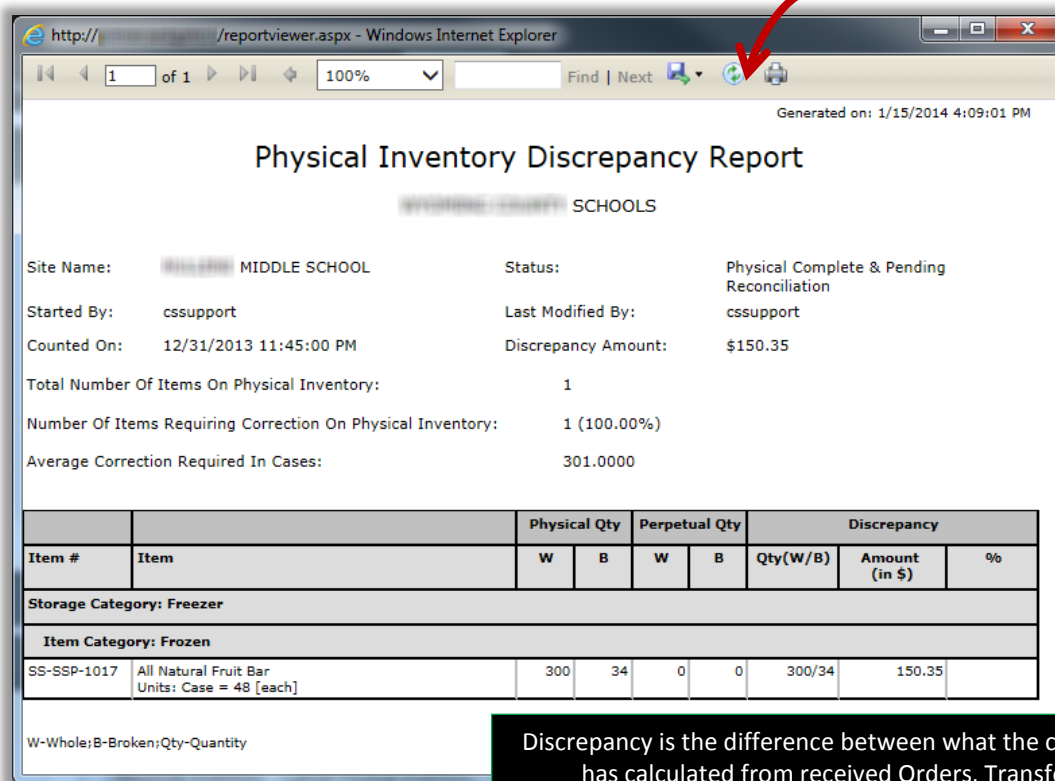 http:// /reportviewer.aspx - Windows Internet Explorer
1 of 1 100% Find | Next
Generated on: 1/15/2014 4:09:01 PM
Physical Inventory Discrepancy Report
SCHOOLS
Site Name: MIDDLE SCHOOL Status: Physical Complete & Pending
Reconciliation
Started By: cssupport Last Modified By: cssupport
Counted On: 12/31/2013 11:45:00 PM Discrepancy Amount: $150.35
Total Number Of Items On Physical Inventory: 1
Number Of Items Requiring Correction On Physical Inventory: 1 (100.00%)
Average Correction Required In Cases: 301.0000
Physical Qty Perpetual Qty Discrepancy
Item # Item W B W B Qty(W/B) Amount (in $) %
Storage Category: Freezer
Item Category: Frozen
SS-SSP-1017 All Natural Fruit Bar 300 34 0 0 300/34 150.35
Units: Case = 48 [each]
W-Whole;B-Broken;Qty-Quantity
Discrepancy is the difference between what the
has calculated from received Orders, Transf